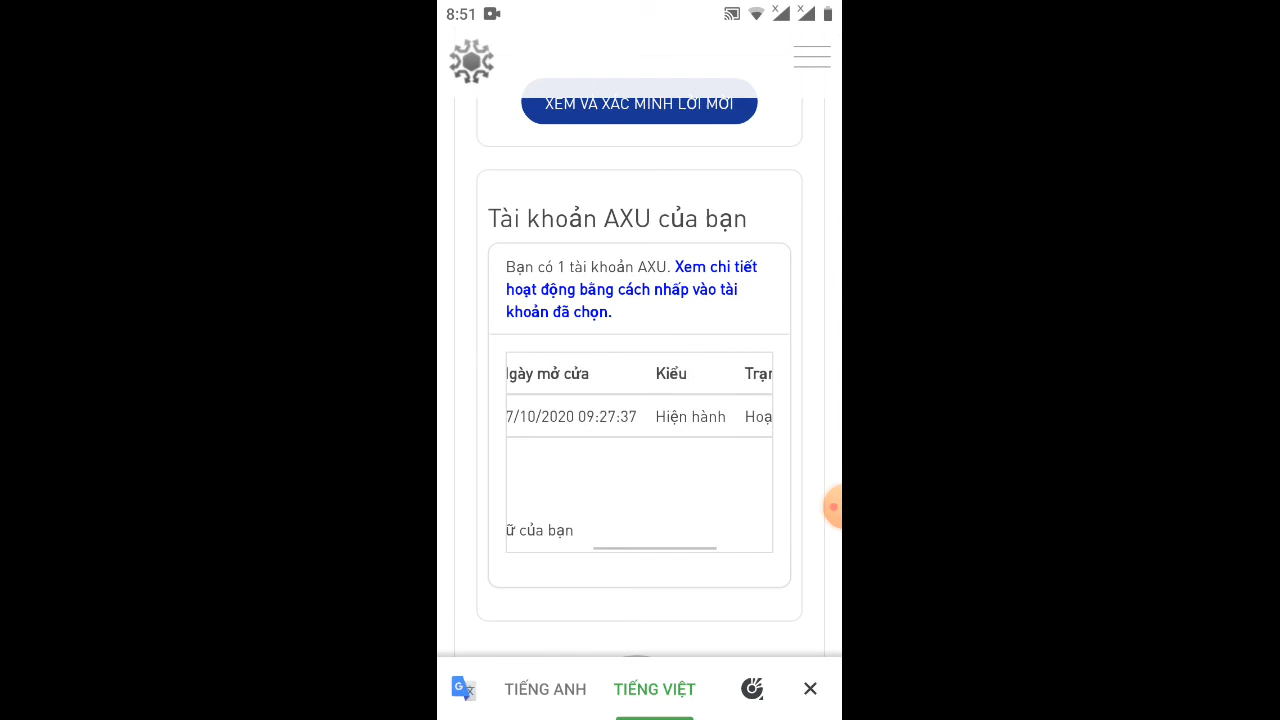 8:51
XEM VÀ XÁC MINH LỜI MỜI
Tài khoản AXU của bạn
Bạn có 1 tài khoản AXU. Xem chi tiết
hoạt động bằng cách nhấp vào tài
khoản đã chọn.
gày mở cửa Kiểu Trạn
7/10/2020 09:27:37 Hiện hành Hoạ
ữ của bạn
TIẾNG ANH TIẾNG VIỆT